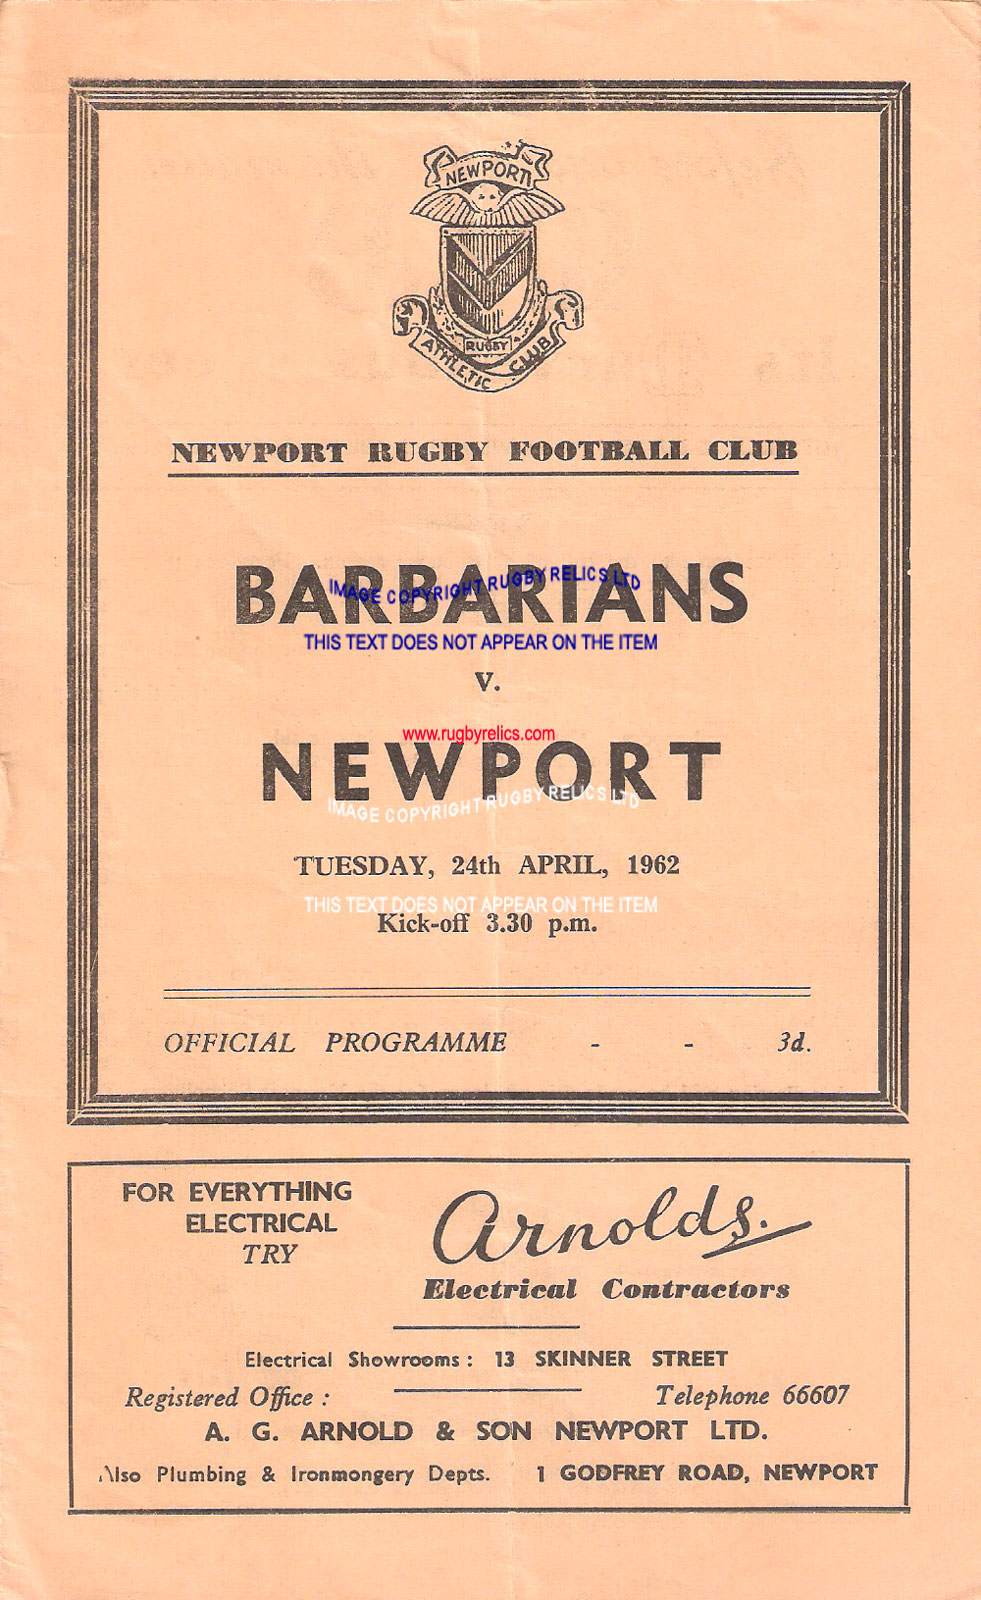 NEWPORT
RUGBY
ATHLETIC CLUB
NEWPORT RUGBY FOOTBALL CLUB
BARBARIANS
IMAGE COPYRIGHT RUGBY RELICS LTD
THIS TEXT DOES NOT APPEAR ON THE ITEM
v.
www.rugbyrelics.com
NEWPORT
IMAGE COPYRIGHT RUGBY RELICS LTD
TUESDAY, 24th APRIL, 1962
THIS TEXT DOES NOT APPEAR ON THE ITEM
Kick-off 3.30 p.m.
OFFICIAL PROGRAMME - - 3d.
FOR EVERYTHING
ELECTRICAL
TRY
Arnolds.
Electrical Contractors
Electrical Showrooms : 13 SKINNER STREET
Registered Office : Telephone 66607
A. G. ARNOLD & SON NEWPORT LTD.
Also Plumbing & Ironmongery Depts. 1 GODFREY ROAD, NEWPORT